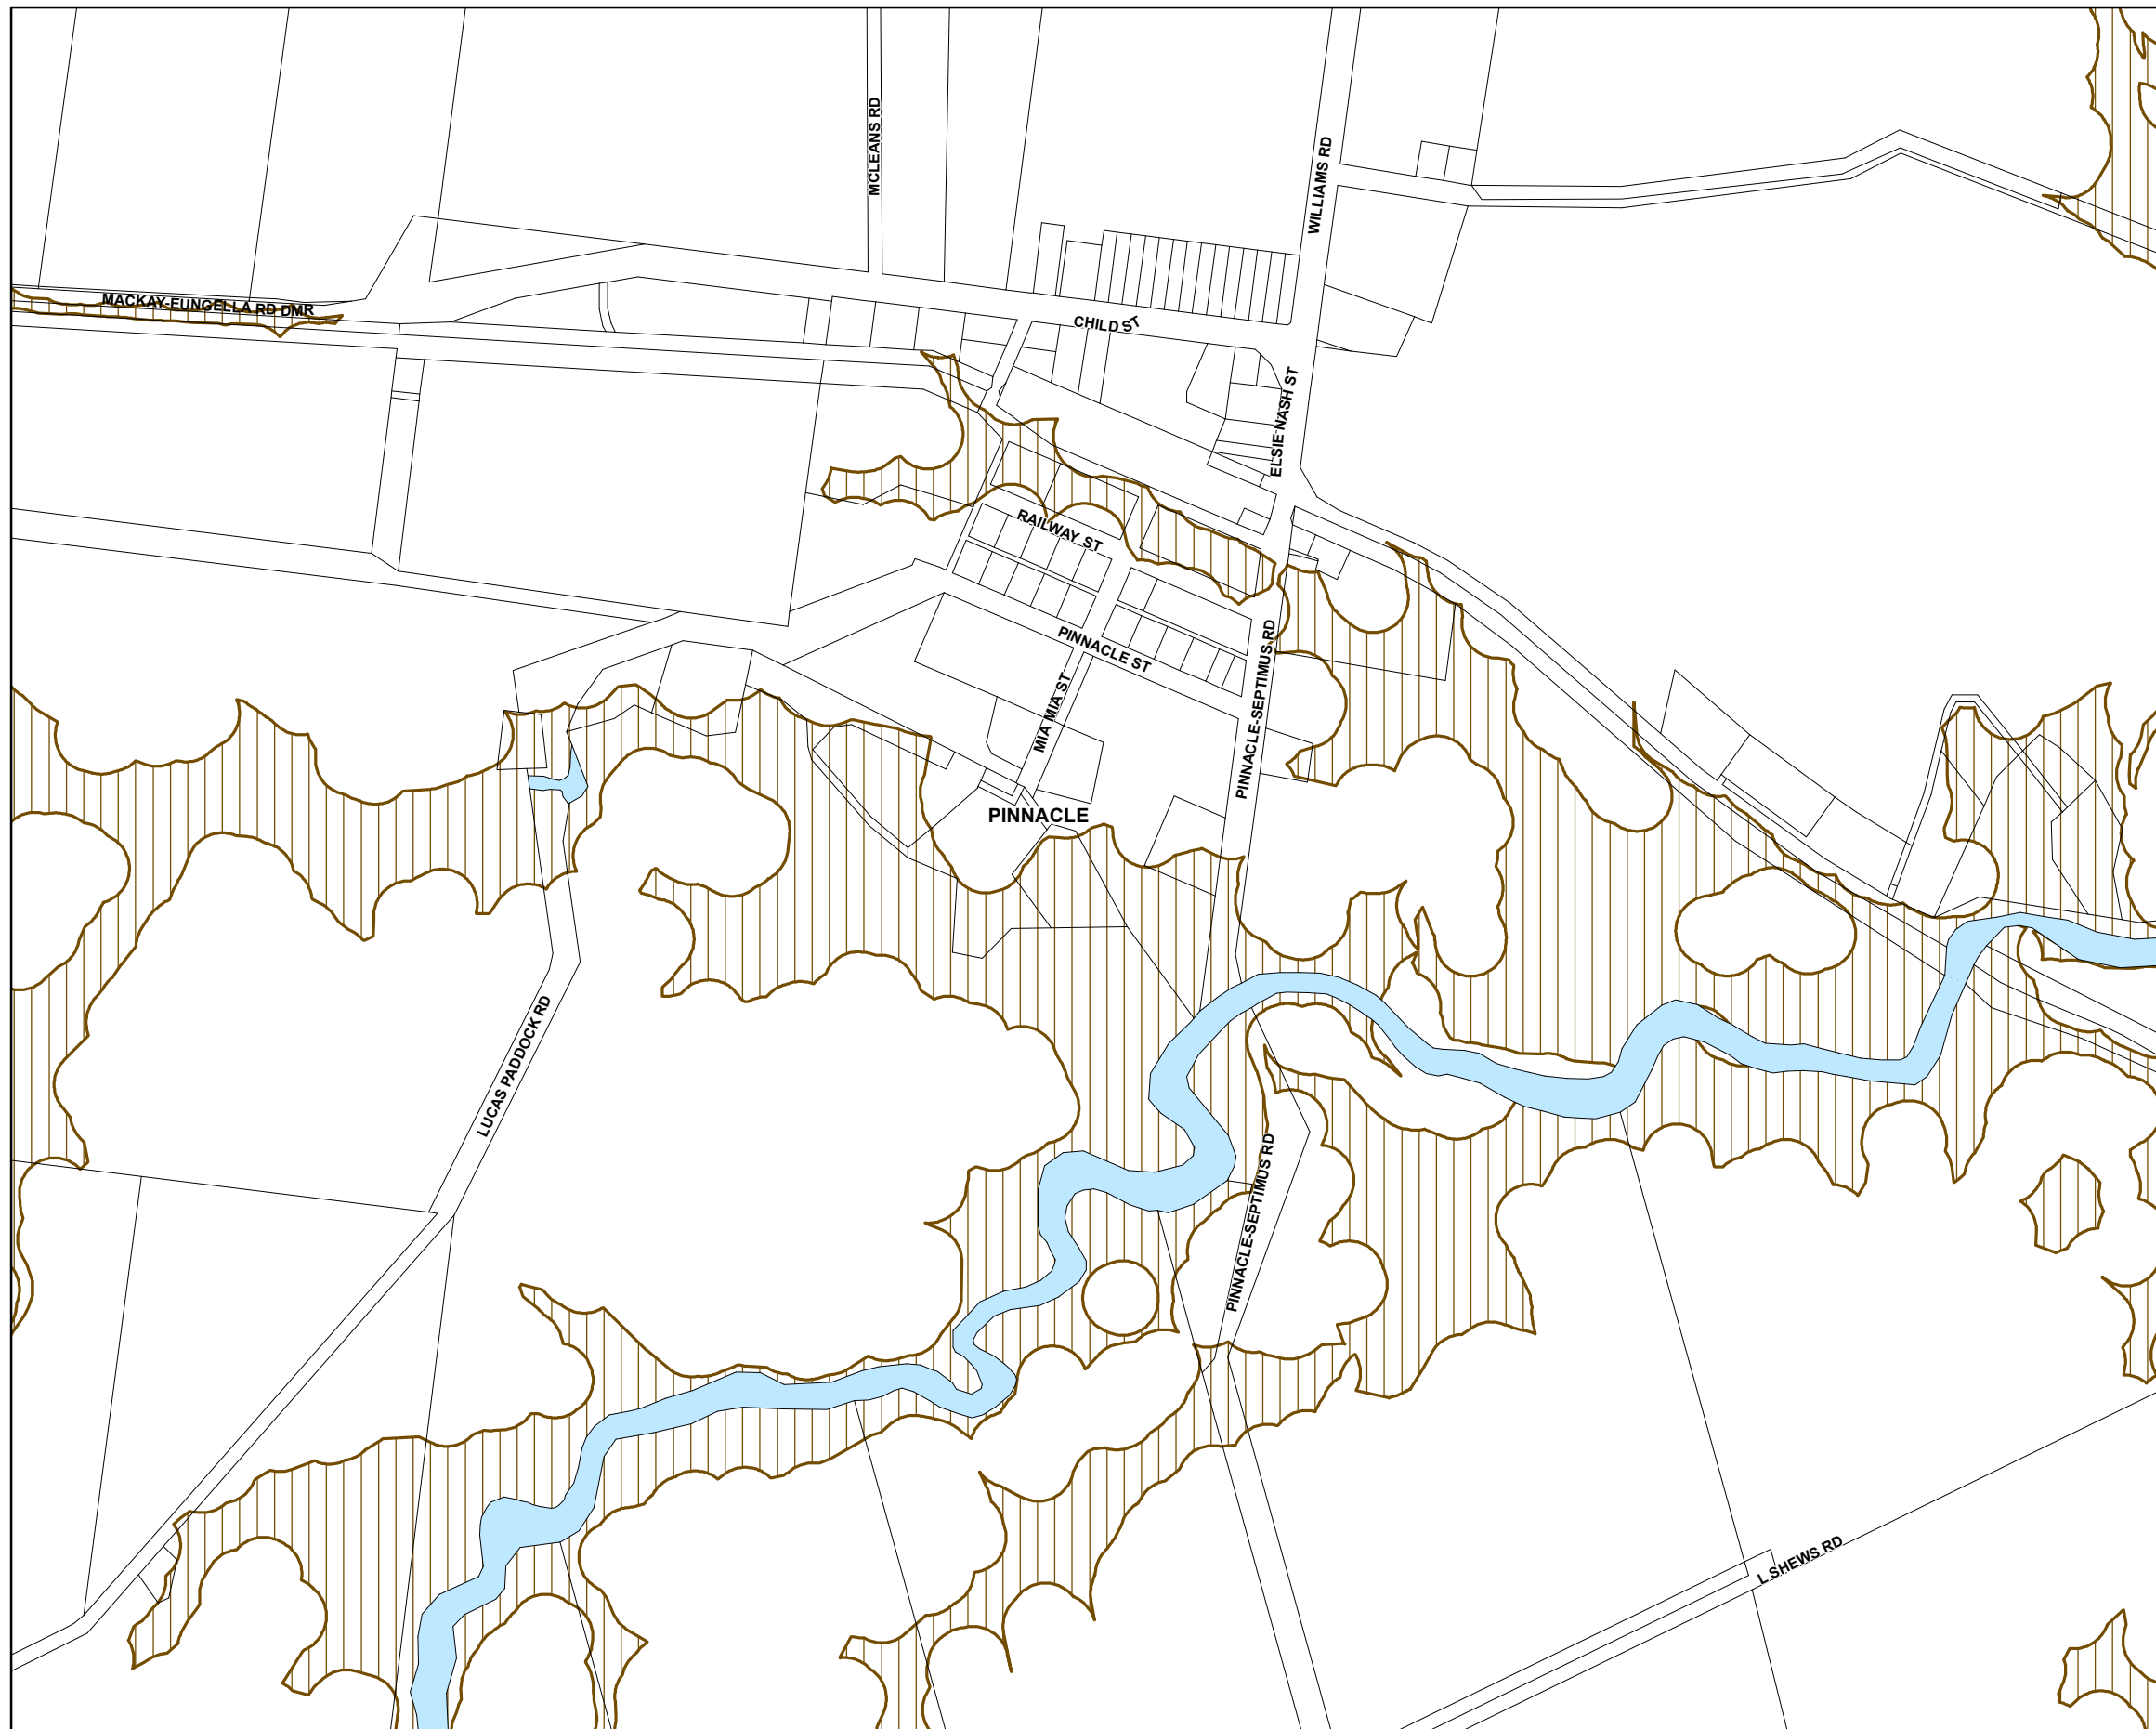 MCLEANS RD
WILLIAMS RD
MACKAY-EUNGELLA RD DMR
CHILD ST
ELSIE NASH ST
RAILWAY ST
PINNACLE ST
MIA MIA ST
PINNACLE-SEPTIMUS RD
PINNACLE
LUCAS PADDOCK RD
PINNACLE-SEPTIMUS RD
L SHEWS RD